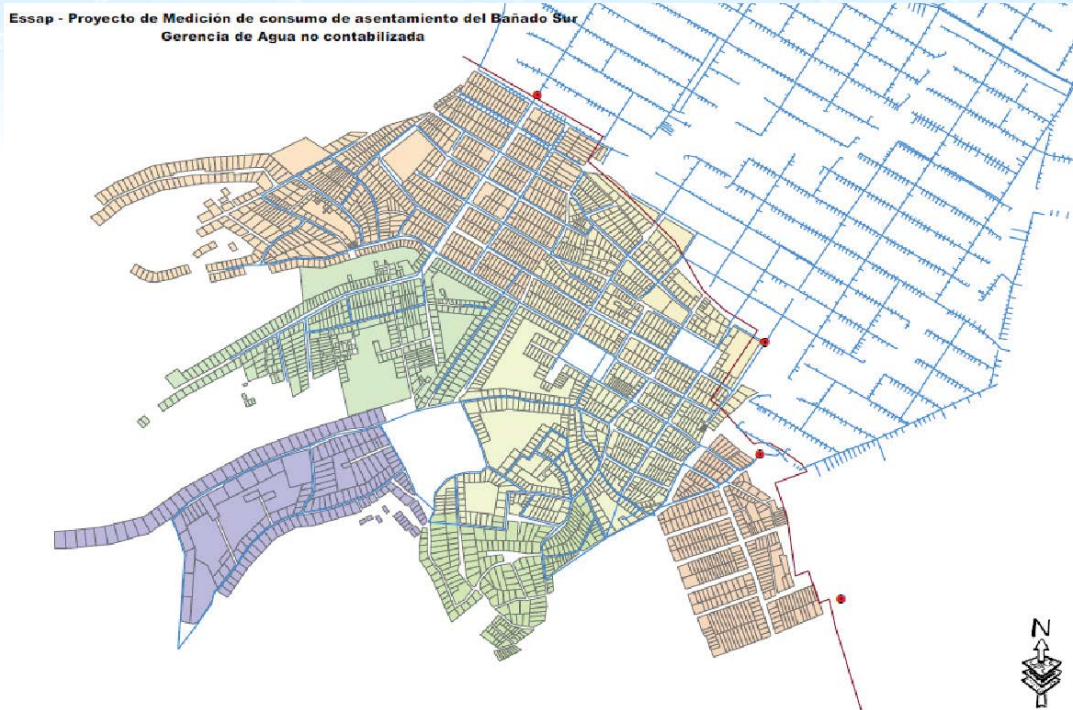 Essap - Proyecto de Medición de consumo de asentamiento del Bañado Sur
Gerencia de Agua no contabilizada
N